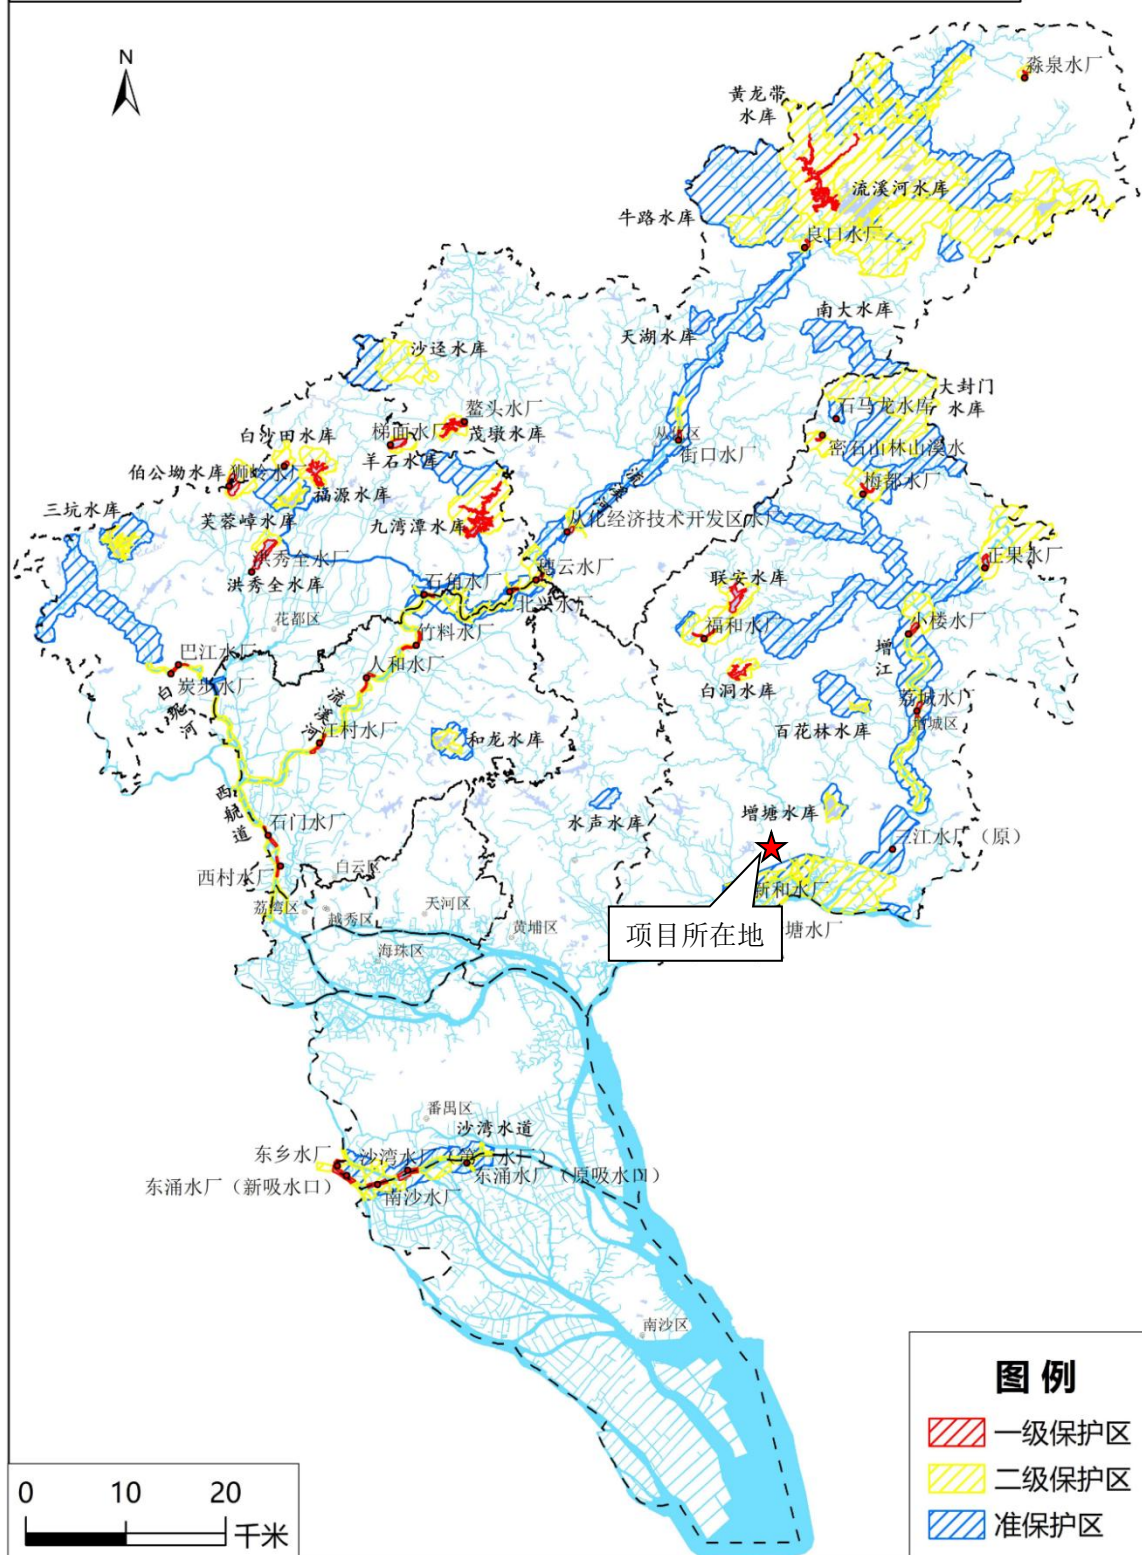 N
淼泉水厂
黄龙带
水库
流溪河水库
牛路水库
良口水厂
南大水库
天湖水库
沙迳水库
大封门
水库
石马龙水库
鳌头水厂
梯面水厂
茂墩水库
羊石水库
白沙田水库
从化区
街口水厂
密石山林山溪水
伯公坳水库
狮岭水厂
福源水库
梅都水厂
三坑水库
芙蓉嶂水库
九湾潭水库
流溪河
从化经济技术开发区水厂
洪秀全水厂
洪秀全水库
正果水厂
石角水厂
穗云水厂
北兴水厂
联安水库
花都区
竹料水厂
福和水厂
小楼水厂
巴江水厂
炭步水厂
人和水厂
白洞水库
增江
白坭河
流溪河
江村水厂
荔城水厂
增城区
百花林水库
和龙水库
西航道
石门水厂
水声水库
增塘水库
三江水厂（原）
西村水厂
白云区
新和水厂
荔湾区
越秀区
天河区
黄埔区
项目所在地
塘水厂
海珠区
番禺区
沙湾水道
东乡水厂
沙湾水厂
东涌水厂（新吸水口）
南沙水厂
东涌水厂（原吸水口）
南沙区
图 例
一级保护区
二级保护区
准保护区
0 10 20
千米